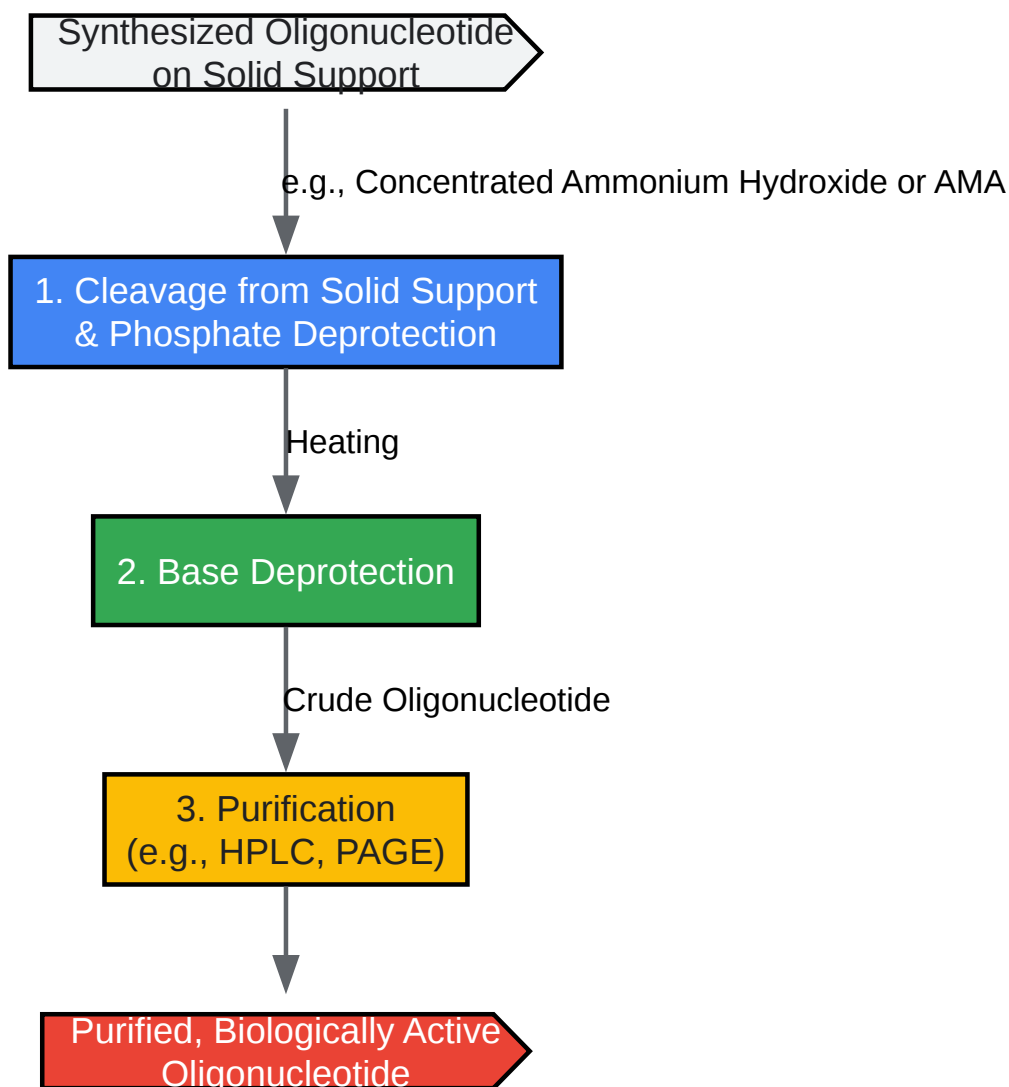 Synthesized Oligonucleotide
on Solid Support
e.g., Concentrated Ammonium Hydroxide or AMA
1. Cleavage from Solid Support
& Phosphate Deprotection
Heating
2. Base Deprotection
Crude Oligonucleotide
3. Purification
(e.g., HPLC, PAGE)
Purified, Biologically Active
Oligonucleotide